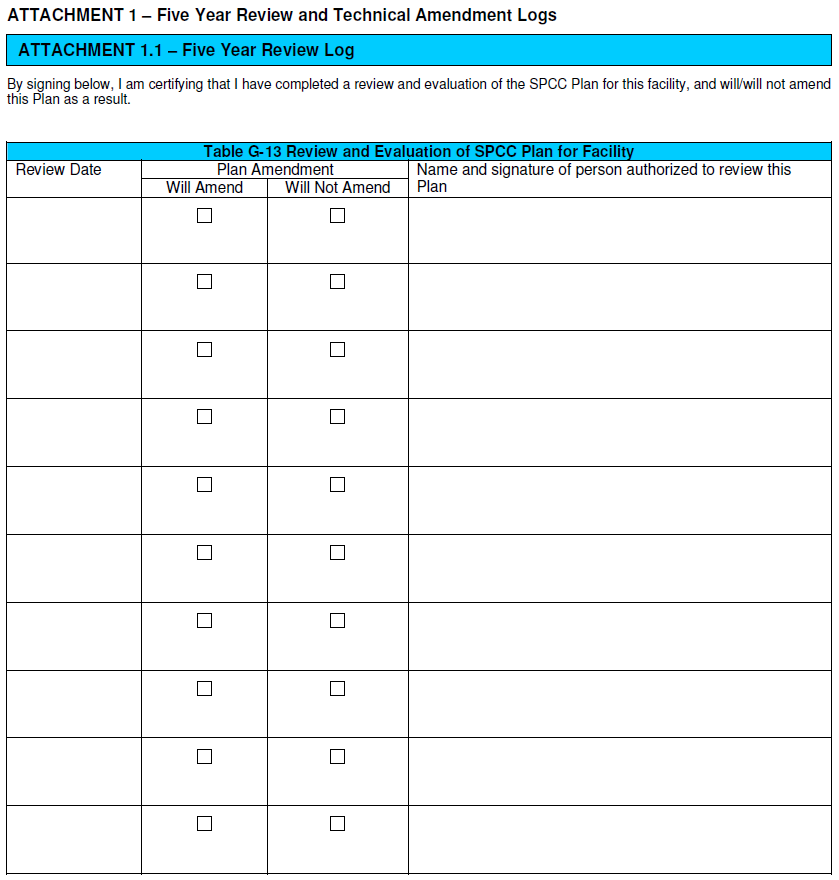 ATTACHMENT 1 – Five Year Review and Technical Amendment Logs
ATTACHMENT 1.1 – Five Year Review Log
By signing below, I am certifying that I have completed a review and evaluation of the SPCC Plan for this facility, and will/will not amend
this Plan as a result.
Table G-13 Review and Evaluation of SPCC Plan for Facility
Review Date
Plan Amendment
Will Amend
Will Not Amend
Name and signature of person authorized to review this
Plan